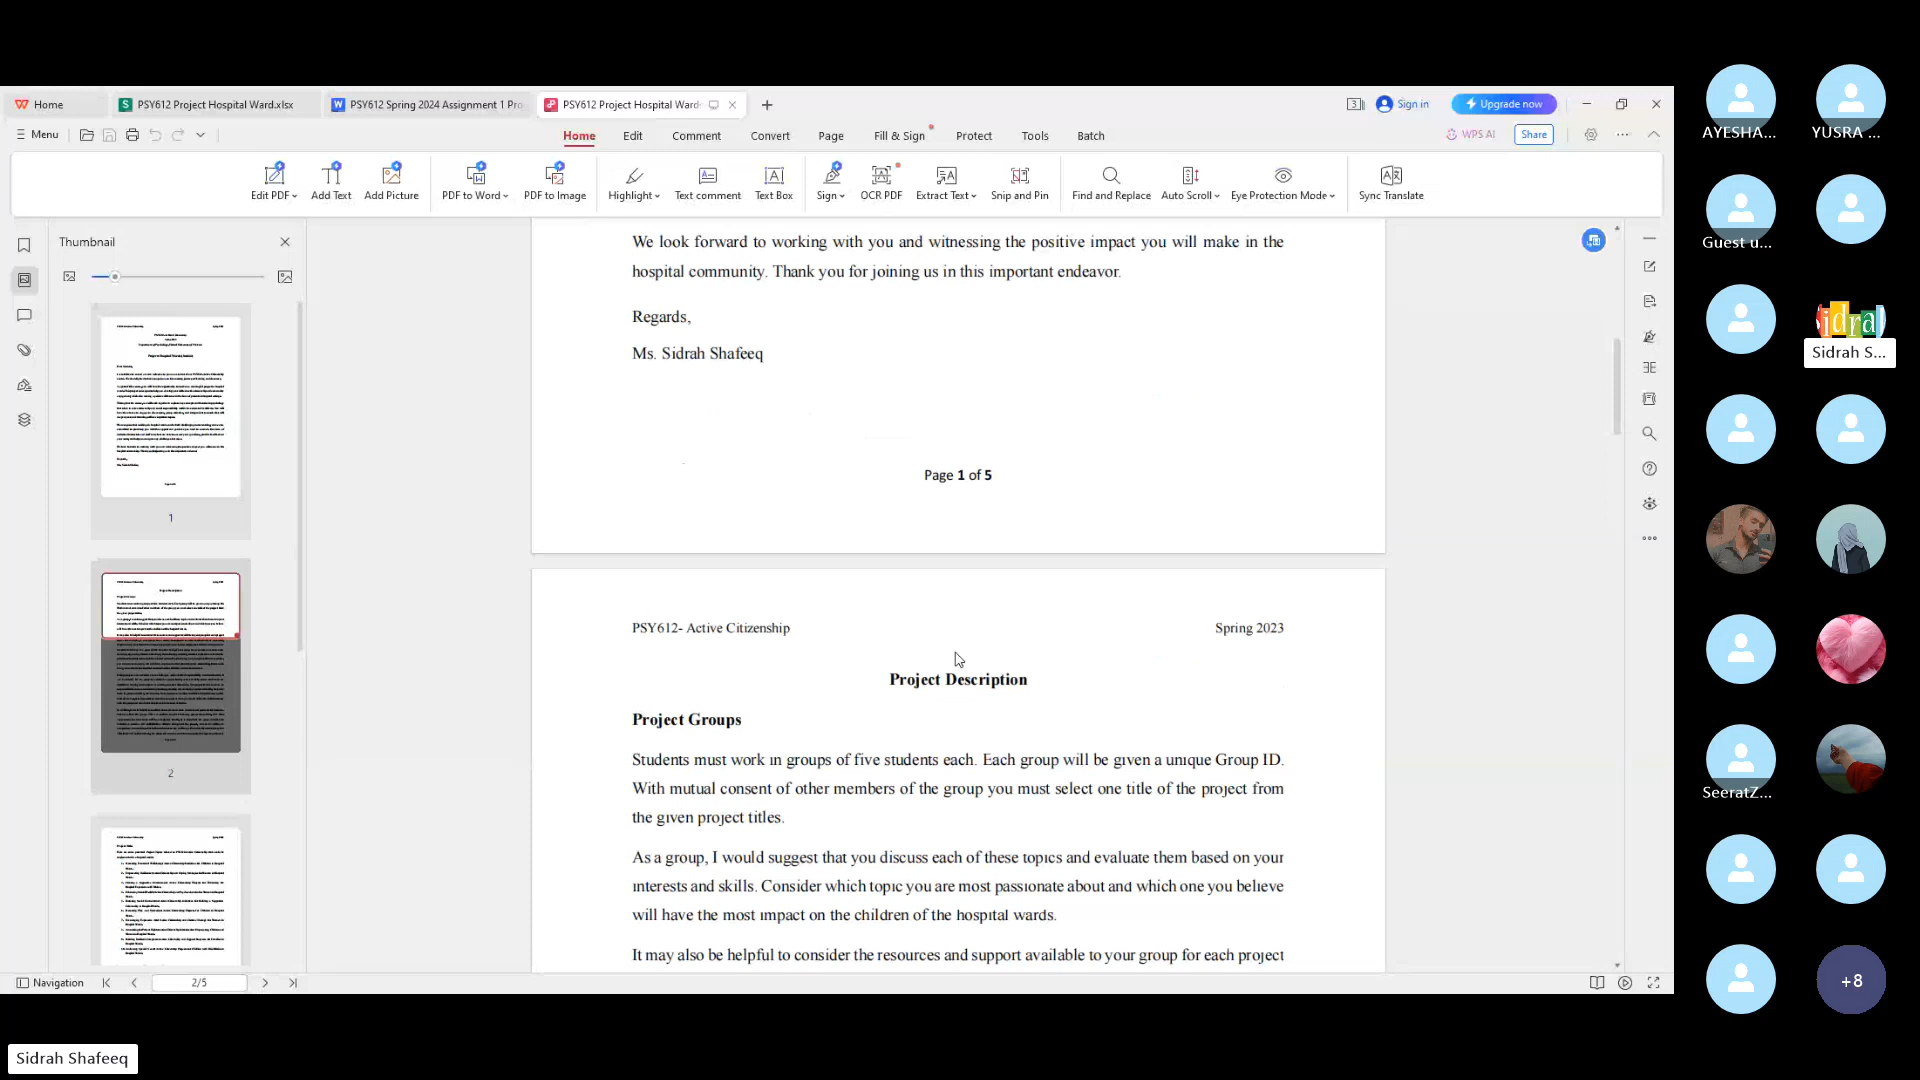 Home
PSY612 Project Hospital Ward.xlsx
PSY612 Spring 2024 Assignment 1 Pro
PSY612 Project Hospital Ward
Sign in
Upgrade now
Menu
Home
Edit
Comment
Convert
Page
Fill & Sign
Protect
Tools
Batch
WPS AI
Share
Edit PDF
Add Text
Add Picture
PDF to Word
PDF to Image
Highlight
Text comment
Text Box
Sign
OCR PDF
Extract Text
Snip and Pin
Find and Replace
Auto Scroll
Eye Protection Mode
Sync Translate
Thumbnail
1
2
We look forward to working with you and witnessing the positive impact you will make in the
hospital community. Thank you for joining us in this important endeavor.
Regards,
Ms. Sidrah Shafeeq
Page 1 of 5
PSY612- Active Citizenship
Spring 2023
Project Description
Project Groups
Students must work in groups of five students each. Each group will be given a unique Group ID.
With mutual consent of other members of the group you must select one title of the project from
the given project titles.
As a group, I would suggest that you discuss each of these topics and evaluate them based on your
interests and skills. Consider which topic you are most passionate about and which one you believe
will have the most impact on the children of the hospital wards.
It may also be helpful to consider the resources and support available to your group for each project
Navigation
2/5
AYESHA...
YUSRA ...
Guest u...
Sidrah S...
SeeratZ...
+8
Sidrah Shafeeq